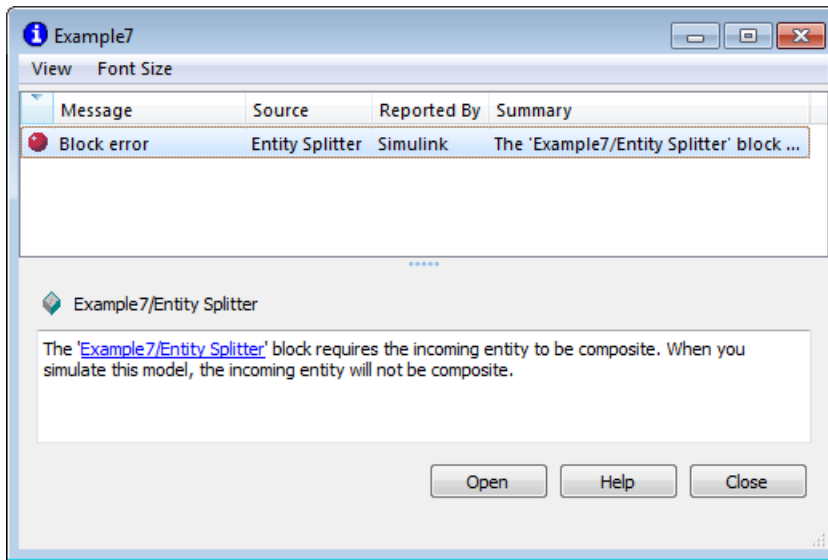 Example7
View Font Size
Message Source Reported By Summary
Block error Entity Splitter Simulink The 'Example7/Entity Splitter' block ...
Example7/Entity Splitter
The 'Example7/Entity Splitter' block requires the incoming entity to be composite. When you
simulate this model, the incoming entity will not be composite.
Open Help Close